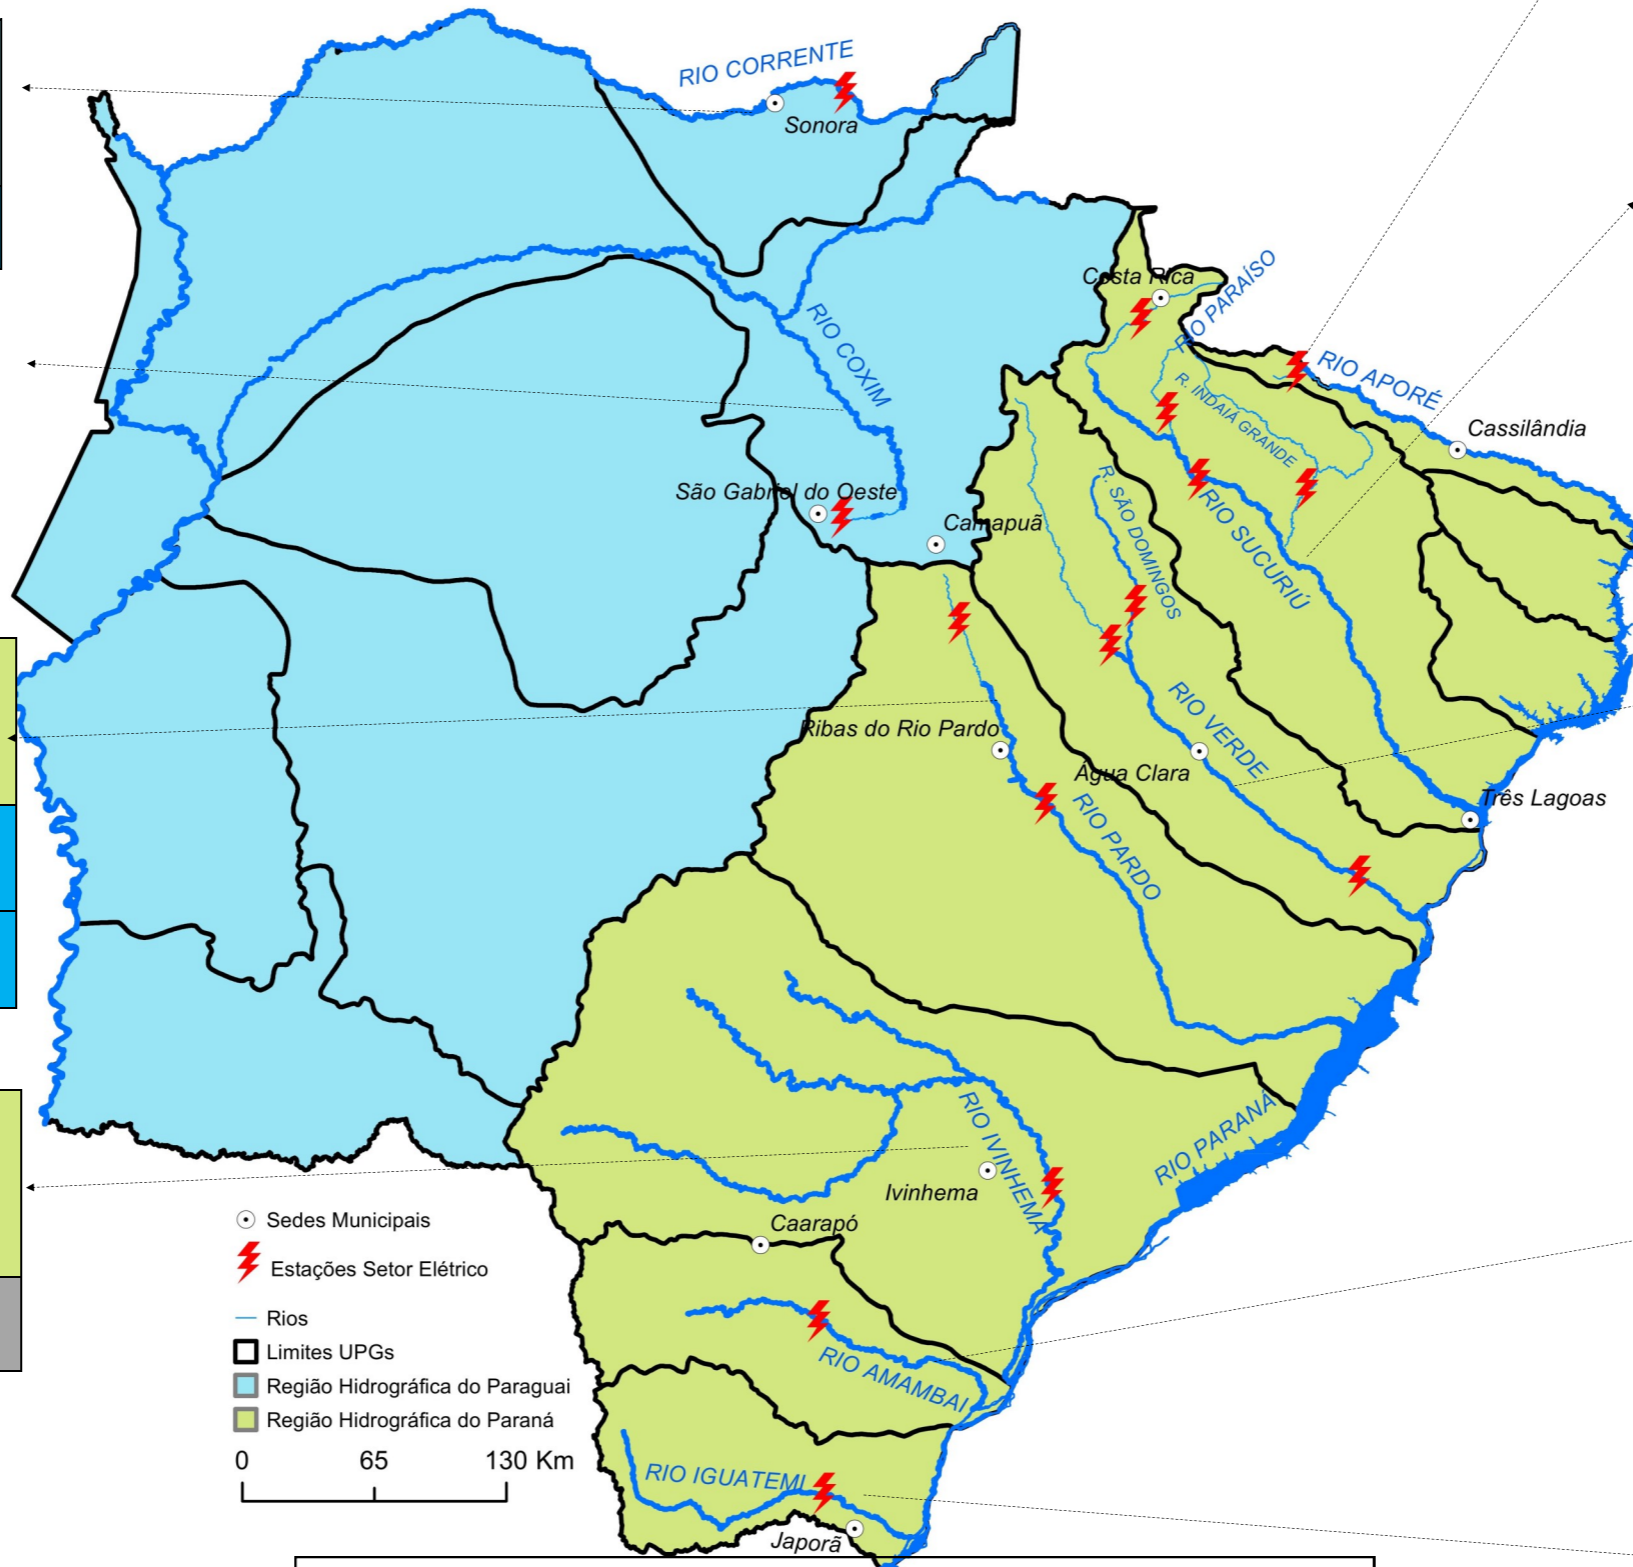 RIO CORRENTE
Sonora
Costa Rica
RIO PARAÍSO
RIO APORÉ
Cassilândia
R. INDAIÁ GRANDE
RIO COXIM
São Gabriel do Oeste
Camapuã
R. SÃO DOMINGOS
RIO SUCURIÚ
Ribas do Rio Pardo
RIO VERDE
Água Clara
Três Lagoas
RIO PARDO
RIO IVINHEMA
RIO PARANÁ
Ivinhema
Caarapó
RIO AMAMBAI
RIO IGUATEMI
Japorã
Sedes Municipais
Estações Setor Elétrico
Rios
Limites UPGs
Região Hidrográfica do Paraguai
Região Hidrográfica do Paraná
0 65 130 Km